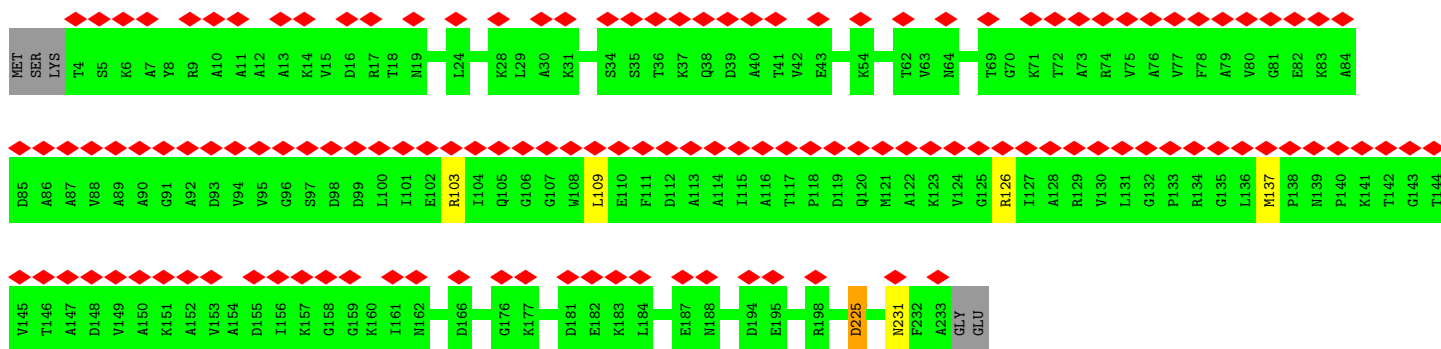 MET SER LYS T4 S5 K6 A7 Y8 R9 A10 A11 A12 A13 K14 V15 D16 R17 T18 N19 L24 K28 L29 A30 K31 S34 S35 T36 K37 Q38 D39 A40 T41 V42 E43 K54 T62 V63 N64 T69 G70 K71 T72 A73 R74 V75 A76 V77 F78 A79 V80 G81 E82 K83 A84
D85 A86 A87 V88 A89 A90 G91 A92 D93 V94 V95 G96 S97 D98 D99 L100 I101 E102 R103 I104 Q105 G106 G107 W108 L109 E110 F111 D112 A113 A114 I115 A116 T117 P118 D119 Q120 M121 A122 K123 V124 G125 R126 I127 A128 R129 V130 L131 G132 P133 R134 G135 L136 M137 P138 N139 P140 K141 T142 G143 T144
V145 T146 A147 D148 V149 A150 K151 A152 V153 A154 D155 I156 K157 G158 G159 K160 I161 N162 D166 G176 K177 D181 E182 K183 L184 E187 N188 D194 E195 R198 D225 N231 F232 A233 GLY GLU